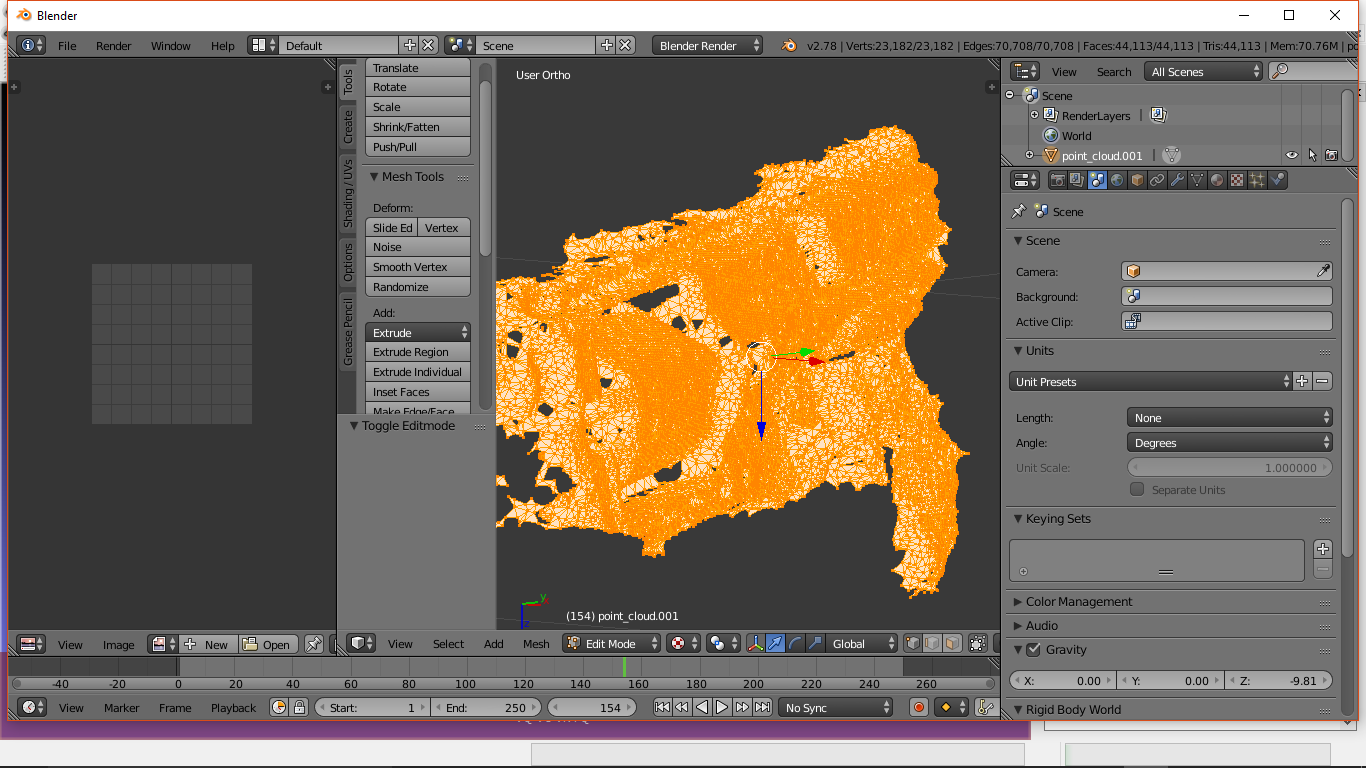 Blender
File Render Window Help Default Scene Blender Render v2.78 | Verts:23,182/23,182 | Edges:70,708/70,708 | Faces:44,113/44,113 | Tris:44,113 | Mem:70.76M |
Translate
Rotate
Scale
Shrink/Fatten
Push/Pull
Mesh Tools
Deform:
Slide Ed Vertex
Noise
Smooth Vertex
Randomize
Add:
Extrude
Extrude Region
Extrude Individual
Inset Faces
Make Edge/Face
Toggle Editmode
Tools
Create
Shading / UVs
Options
Grease Pencil
User Ortho
y
z
(154) point_cloud.001
View Search All Scenes
Scene
RenderLayers |
World
point_cloud.001 |
Scene
Scene
Camera:
Background:
Active Clip:
Units
Unit Presets
Length: None
Angle: Degrees
Unit Scale: 1.000000
Separate Units
Keying Sets
Color Management
Audio
Gravity
X: 0.00 Y: 0.00 Z: -9.81
Rigid Body World
View Image New Open
View Select Add Mesh Edit Mode Global
-40 -20 0 20 40 60 80 100 120 140 160 180 200 220 240 260
View Marker Frame Playback Start: 1 End: 250 154 No Sync